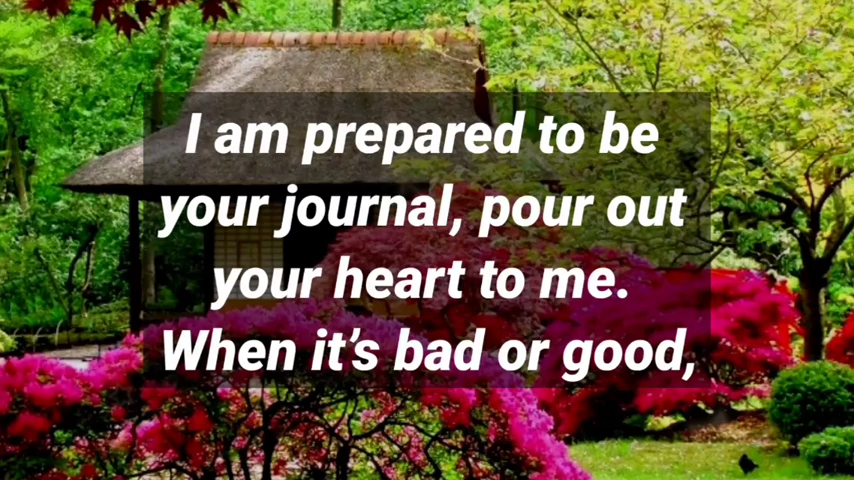 I am prepared to be
your journal, pour out
your heart to me.
When it’s bad or good,